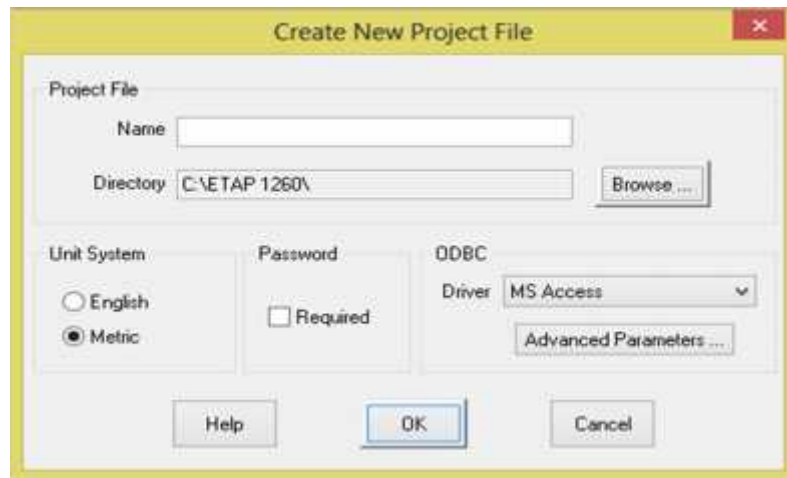 Create New Project File
Project File
Name
Directory C:\ETAP 1260\ Browse ...
Unit System Password ODBC
English Required Driver MS Access
Metric Advanced Parameters ...
Help OK Cancel